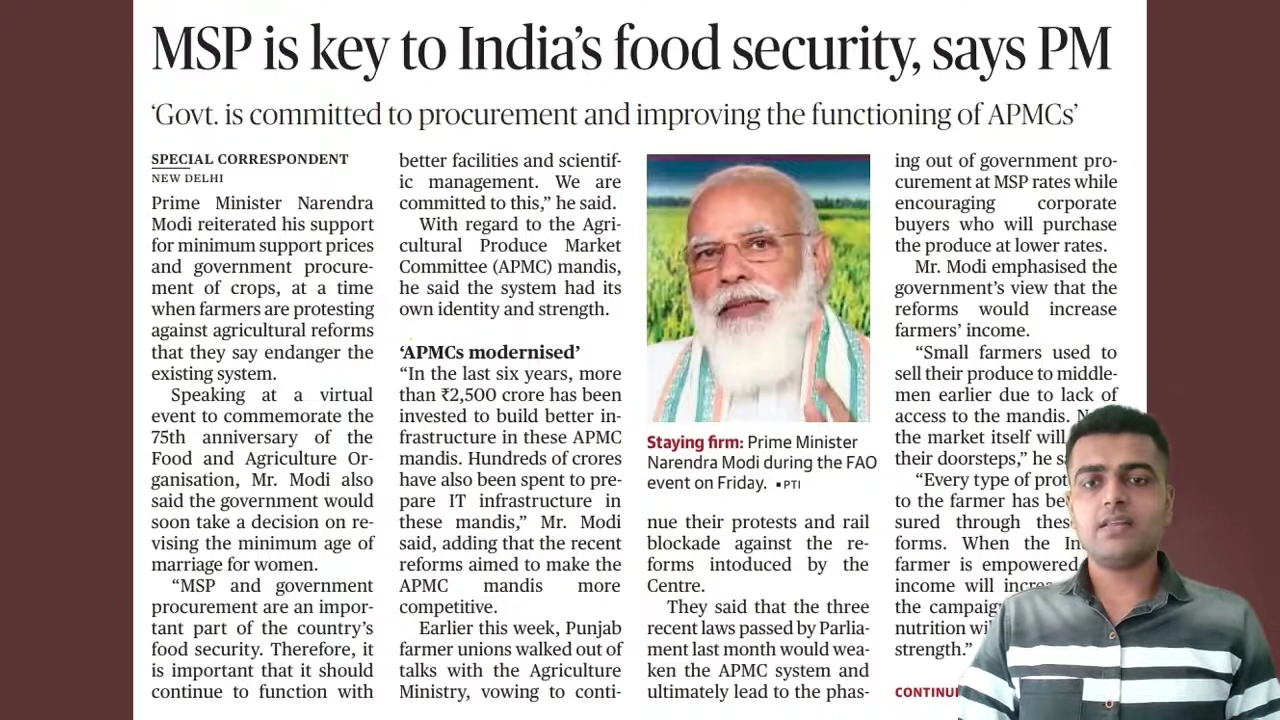 MSP is key to India's food security, says PM
'Govt. is committed to procurement and improving the functioning of APMCs'
SPECIAL CORRESPONDENT
NEW DELHI
Prime Minister Narendra
Modi reiterated his support
for minimum support prices
and government procure-
ment of crops, at a time
when farmers are protesting
against agricultural reforms
that they say endanger the
existing system.
Speaking at a virtual
event to commemorate the
75th anniversary of the
Food and Agriculture Or-
ganisation, Mr. Modi also
said the government would
soon take a decision on re-
vising the minimum age of
marriage for women.
“MSP and government
procurement are an impor-
tant part of the country's
food security. Therefore, it
is important that it should
continue to function with
better facilities and scientif-
ic management. We are
committed to this,” he said.
With regard to the Agri-
cultural Produce Market
Committee (APMC) mandis,
he said the system had its
own identity and strength.
‘APMCs modernised’
“In the last six years, more
than ₹2,500 crore has been
invested to build better in-
frastructure in these APMC
mandis. Hundreds of crores
have also been spent to pre-
pare IT infrastructure in
these mandis,” Mr. Modi
said, adding that the recent
reforms aimed to make the
APMC mandis more
competitive.
Earlier this week, Punjab
farmer unions walked out of
talks with the Agriculture
Ministry, vowing to conti-
Staying firm: Prime Minister
Narendra Modi during the FAO
event on Friday. ▪PTI
nue their protests and rail
blockade against the re-
forms intoduced by the
Centre.
They said that the three
recent laws passed by Parlia-
ment last month would wea-
ken the APMC system and
ultimately lead to the phas-
ing out of government pro-
curement at MSP rates while
encouraging corporate
buyers who will purchase
the produce at lower rates.
Mr. Modi emphasised the
government's view that the
reforms would increase
farmers' income.
“Small farmers used to
sell their produce to middle-
men earlier due to lack of
access to the mandis.
the market itself will
their doorsteps,” he
“Every type of
to the farmer has
sured through
forms. When the
farmer is empowered
income will
the campaign
nutrition
strength.”